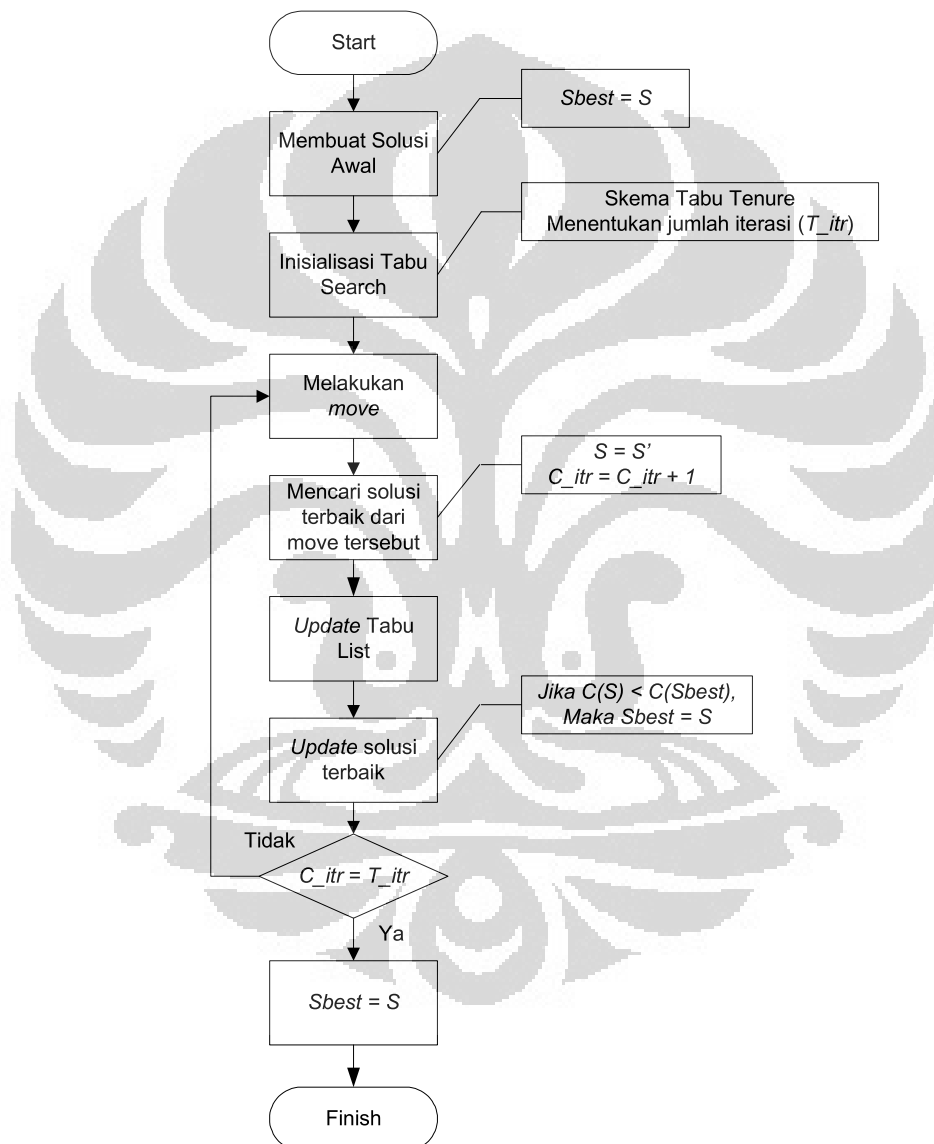 Start
Sbest = S
Membuat Solusi
Awal
Skema Tabu Tenure
Menentukan jumlah iterasi (T_itr)
Inisialisasi Tabu
Search
Melakukan
move
S = S’
C_itr = C_itr + 1
Mencari solusi
terbaik dari
move tersebut
Update Tabu
List
Jika C(S) < C(Sbest),
Maka Sbest = S
Update solusi
terbaik
Tidak
C_itr = T_itr
Ya
Sbest = S
Finish